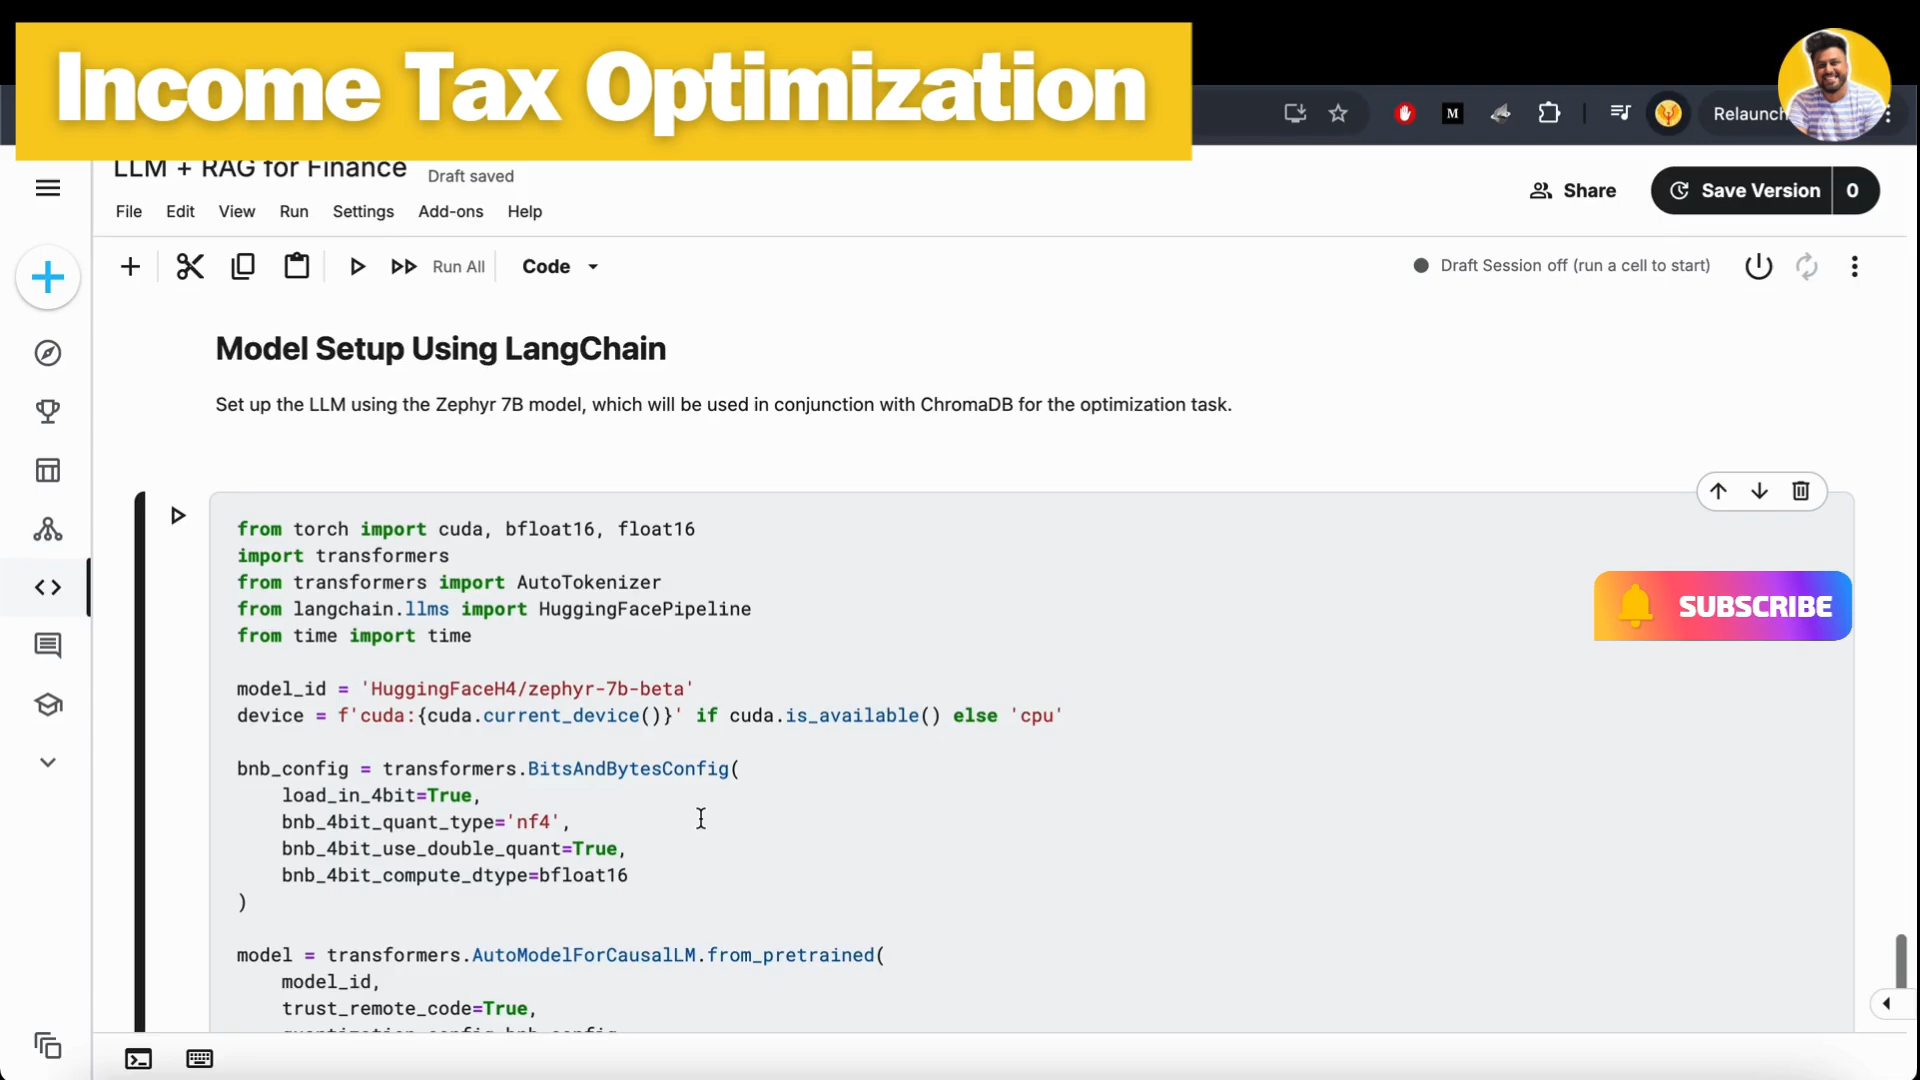 Income Tax Optimization
M
Relaunch
LLM + RAG for Finance
Draft saved
File Edit View Run Settings Add-ons Help
Share
Save Version 0
Run All
Code
Draft Session off (run a cell to start)
Model Setup Using LangChain
Set up the LLM using the Zephyr 7B model, which will be used in conjunction with ChromaDB for the optimization task.
from torch import cuda, bfloat16, float16
import transformers
from transformers import AutoTokenizer
from langchain.llms import HuggingFacePipeline
from time import time
model_id = 'HuggingFaceH4/zephyr-7b-beta'
device = f'cuda:{cuda.current_device()}' if cuda.is_available() else 'cpu'
bnb_config = transformers.BitsAndBytesConfig(
load_in_4bit=True,
bnb_4bit_quant_type='nf4',
bnb_4bit_use_double_quant=True,
bnb_4bit_compute_dtype=bfloat16
)
model = transformers.AutoModelForCausalLM.from_pretrained(
model_id,
trust_remote_code=True,
SUBSCRIBE